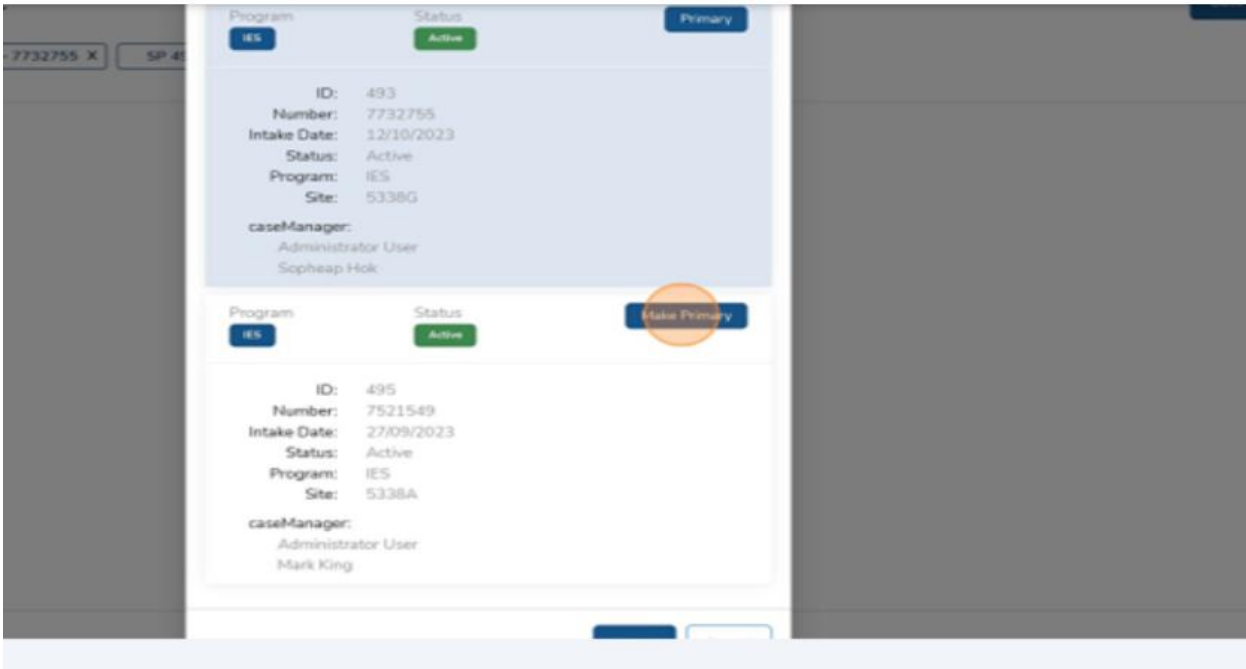 Program Status Primary
IES Active
- 7732755 X SP 49
ID: 493
Number: 7732755
Intake Date: 12/10/2023
Status: Active
Program: IES
Site: 5338G
caseManager:
Administrator User
Sopheap Hok
Program Status Make Primary
IES Active
ID: 495
Number: 7521549
Intake Date: 27/09/2023
Status: Active
Program: IES
Site: 5338A
caseManager:
Administrator User
Mark King